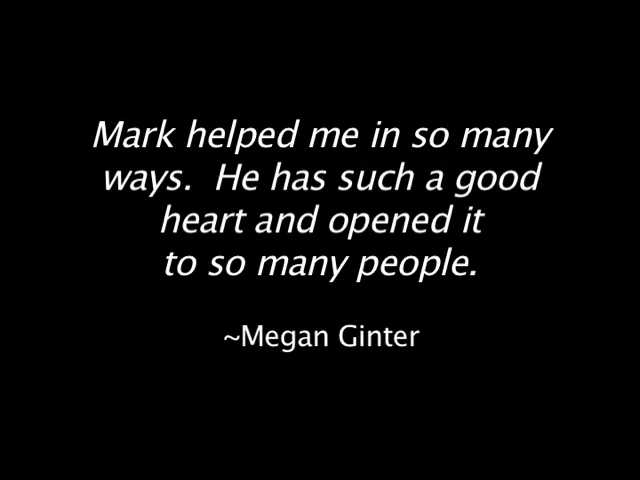 Mark helped me in so many
ways.  He has such a good
heart and opened it
to so many people.
~Megan Ginter